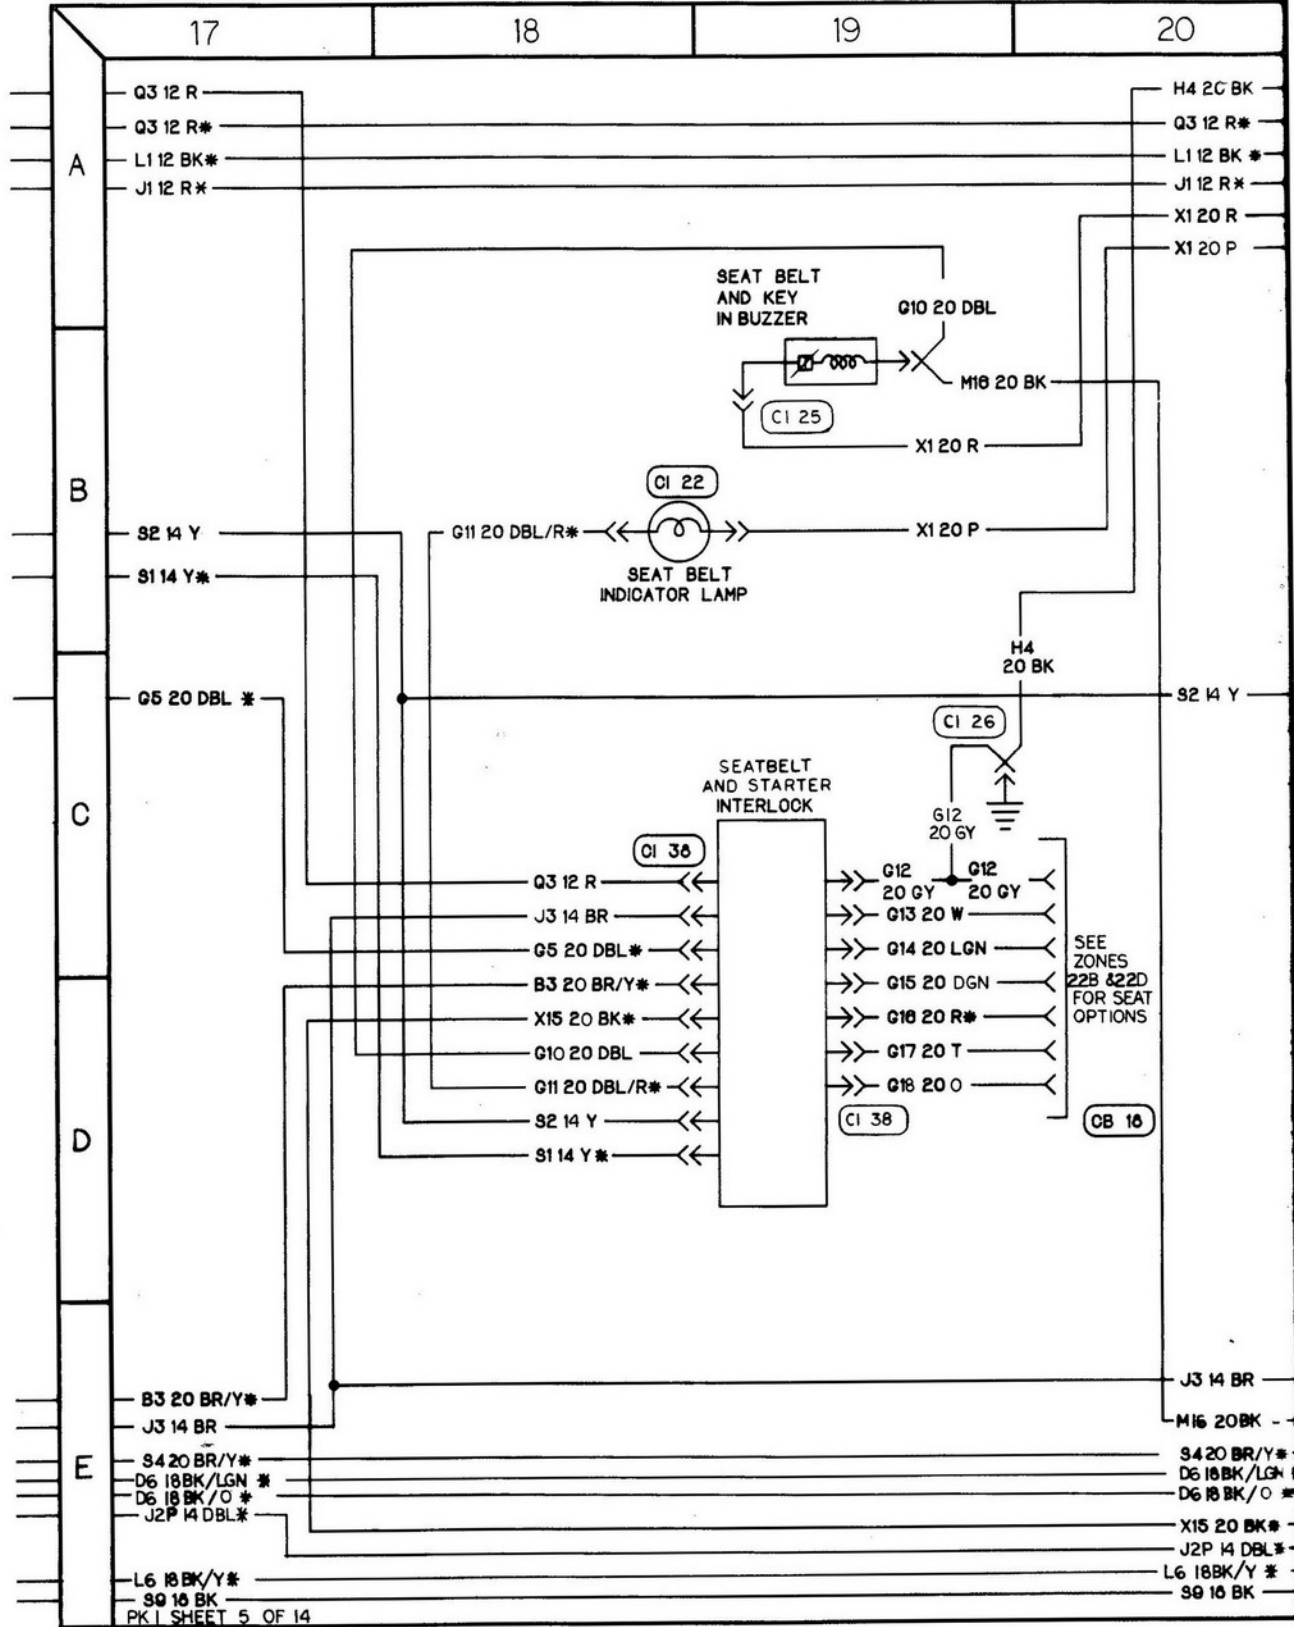 17 18 19 20
A
Q3 12 R
H4 20 BK
Q3 12 R*
Q3 12 R*
L1 12 BK*
L1 12 BK *
J1 12 R*
J1 12 R*
X1 20 R
X1 20 P
SEAT BELT
AND KEY
IN BUZZER
G10 20 DBL
M16 20 BK
C1 25
X1 20 R
B
C1 22
S2 14 Y
G11 20 DBL/R*
X1 20 P
S1 14 Y*
SEAT BELT
INDICATOR LAMP
H4
20 BK
G5 20 DBL *
S2 14 Y
C1 26
C
SEATBELT
AND STARTER
INTERLOCK
G12
20 GY
C1 38
Q3 12 R
G12
20 GY
G12
20 GY
J3 14 BR
G13 20 W
G5 20 DBL*
G14 20 LGN
B3 20 BR/Y*
G15 20 DGN
X15 20 BK*
G16 20 R*
G10 20 DBL
G17 20 T
G11 20 DBL/R*
G18 20 O
S2 14 Y
S1 14 Y*
SEE
ZONES
22B &22D
FOR SEAT
OPTIONS
C1 38
CB 18
D
E
J3 14 BR
B3 20 BR/Y*
J3 14 BR
M16 20BK
S4 20 BR/Y*
S4 20 BR/Y*
D6 18BK/LGN *
D6 18BK/LGN
D6 18 BK/O *
D6 18 BK/O *
J2P 14 DBL*
X15 20 BK*
J2P 14 DBL*
L6 18 BK/Y*
L6 18BK/Y *
S9 16 BK
S9 16 BK
PK1 SHEET 5 OF 14